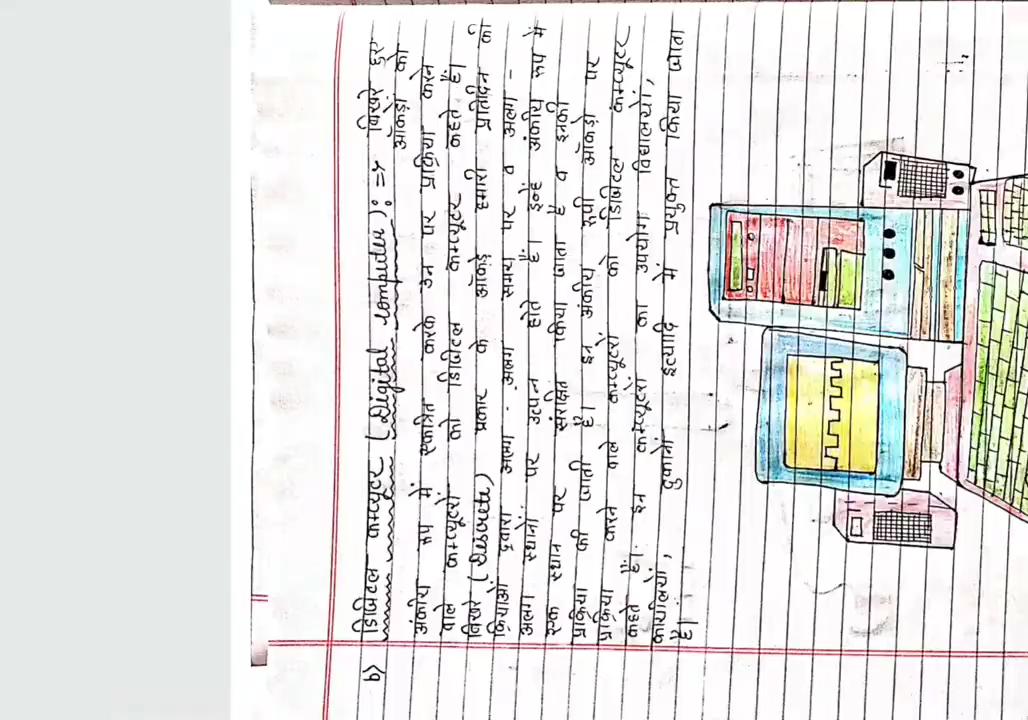 b) डिजिटल कम्प्यूटर (Digital computer) : => बिखरे हुए
आँकड़ो को
अंकीय रूप में एकत्रित करके उन पर प्रक्रिया करने
वाले कम्प्यूटरो को डिजिटल कम्प्यूटर कहते हैं।
बिखरे (Discrete) प्रकार के आँकड़े हमारी प्रतिदिन की
क्रियाओं द्वारा अलग - अलग समय पर व अलग -
अलग स्थानों पर उत्पन्न होते हैं। इन्हे अंकीय रूप में
एक स्थान पर संरक्षित किया जाता है व इनकी
प्रक्रिया की जाती है। इन अंकीय रूपी आँकड़ो पर
प्रक्रिया करने वाले कम्प्यूटरो को डिजिटल कम्प्यूटर
कहते हैं। इन कम्प्यूटरो का उपयोग विद्यालयों,
कार्यालयों, दुकानों इत्यादि में प्रयुक्त किया जाता
है।